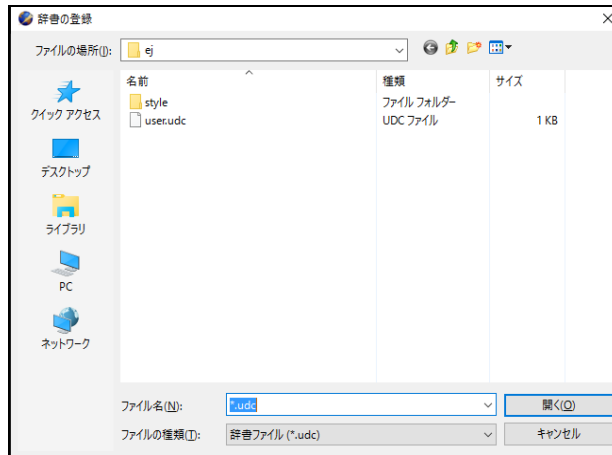 辞書の登録
ファイルの場所(I):
ej
名前
種類
サイズ
style
ファイル フォルダー
user.udc
UDC ファイル
1 KB
クイック アクセス
デスクトップ
ライブラリ
PC
ネットワーク
ファイル名(N):
*.udc
開く(O)
ファイルの種類(T):
辞書ファイル (*.udc)
キャンセル